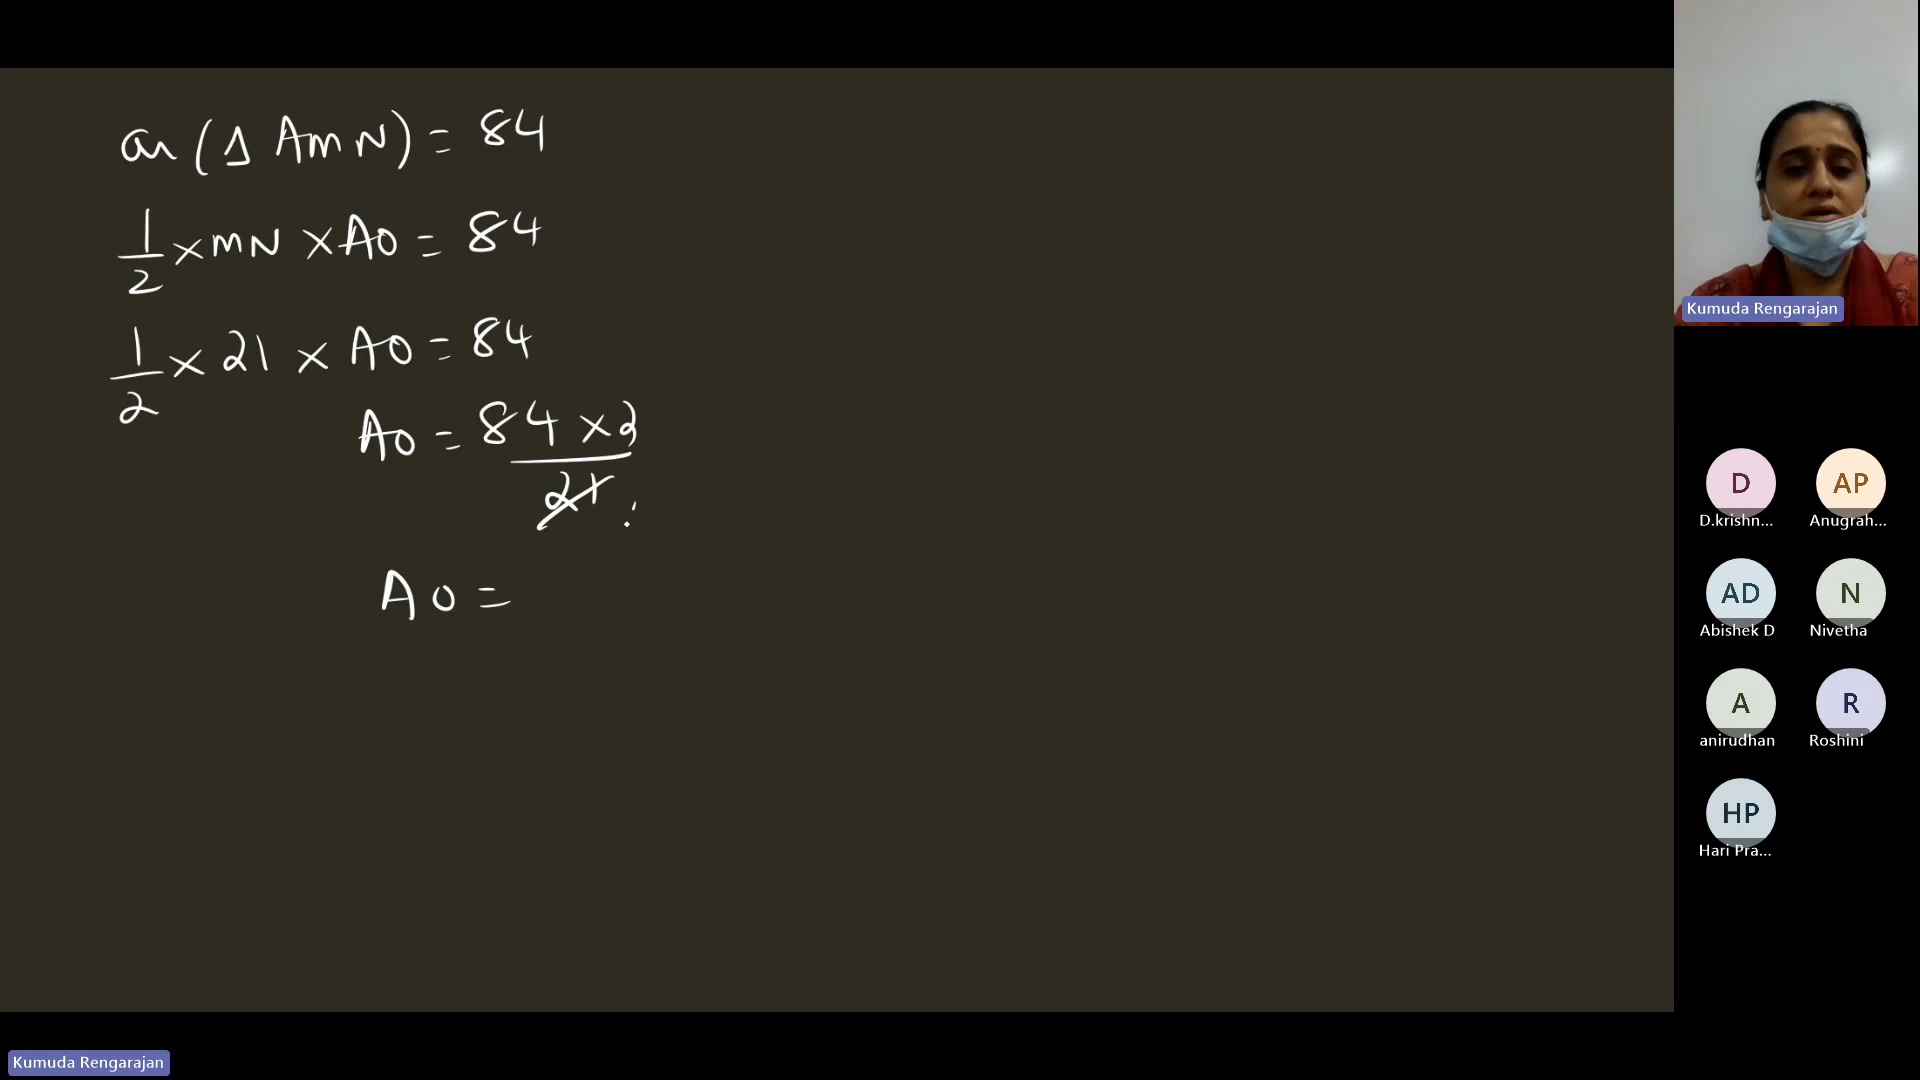 ar (Δ AMN) = 84
1/2 × MN × AO = 84
1/2 × 21 × AO = 84
AO = 84 × 2 / 21
AO =
Kumuda Rengarajan
D
AP
D.krishn...
Anugrah...
AD
N
Abishek D
Nivetha
A
R
anirudhan
Roshini
HP
Hari Pra...
Kumuda Rengarajan